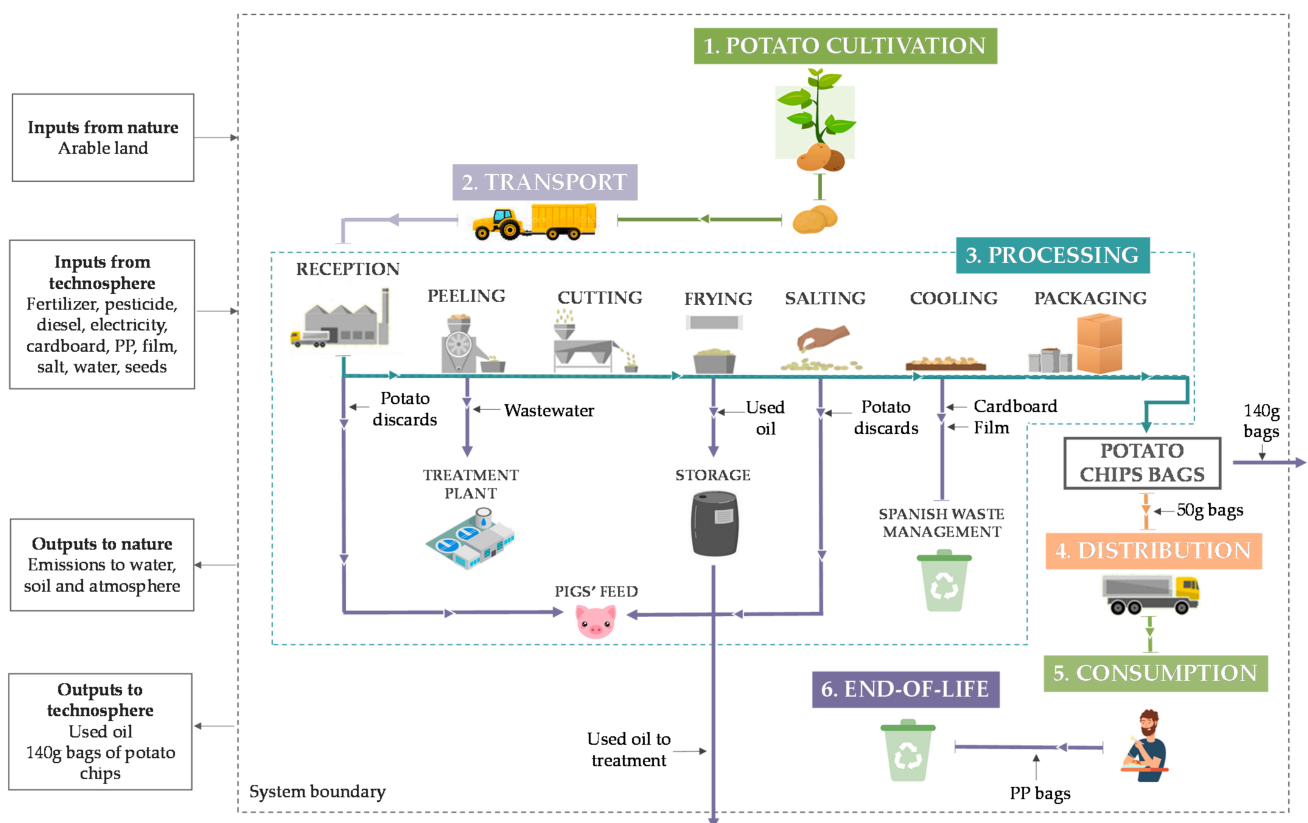 1. POTATO CULTIVATION
Inputs from nature
Arable land
2. TRANSPORT
3. PROCESSING
Inputs from
technosphere
Fertilizer, pesticide,
diesel, electricity,
cardboard, PP, film,
salt, water, seeds
RECEPTION
PEELING
CUTTING
FRYING
SALTING
COOLING
PACKAGING
Potato
discards
Wastewater
Used
oil
Potato
discards
Cardboard
Film
140g
bags
POTATO
CHIPS BAGS
TREATMENT
PLANT
STORAGE
SPANISH WASTE
MANAGEMENT
50g bags
4. DISTRIBUTION
Outputs to nature
Emissions to water,
soil and atmosphere
PIGS' FEED
5. CONSUMPTION
6. END-OF-LIFE
Outputs to
technosphere
Used oil
140g bags of potato
chips
Used oil to
treatment
PP bags
System boundary